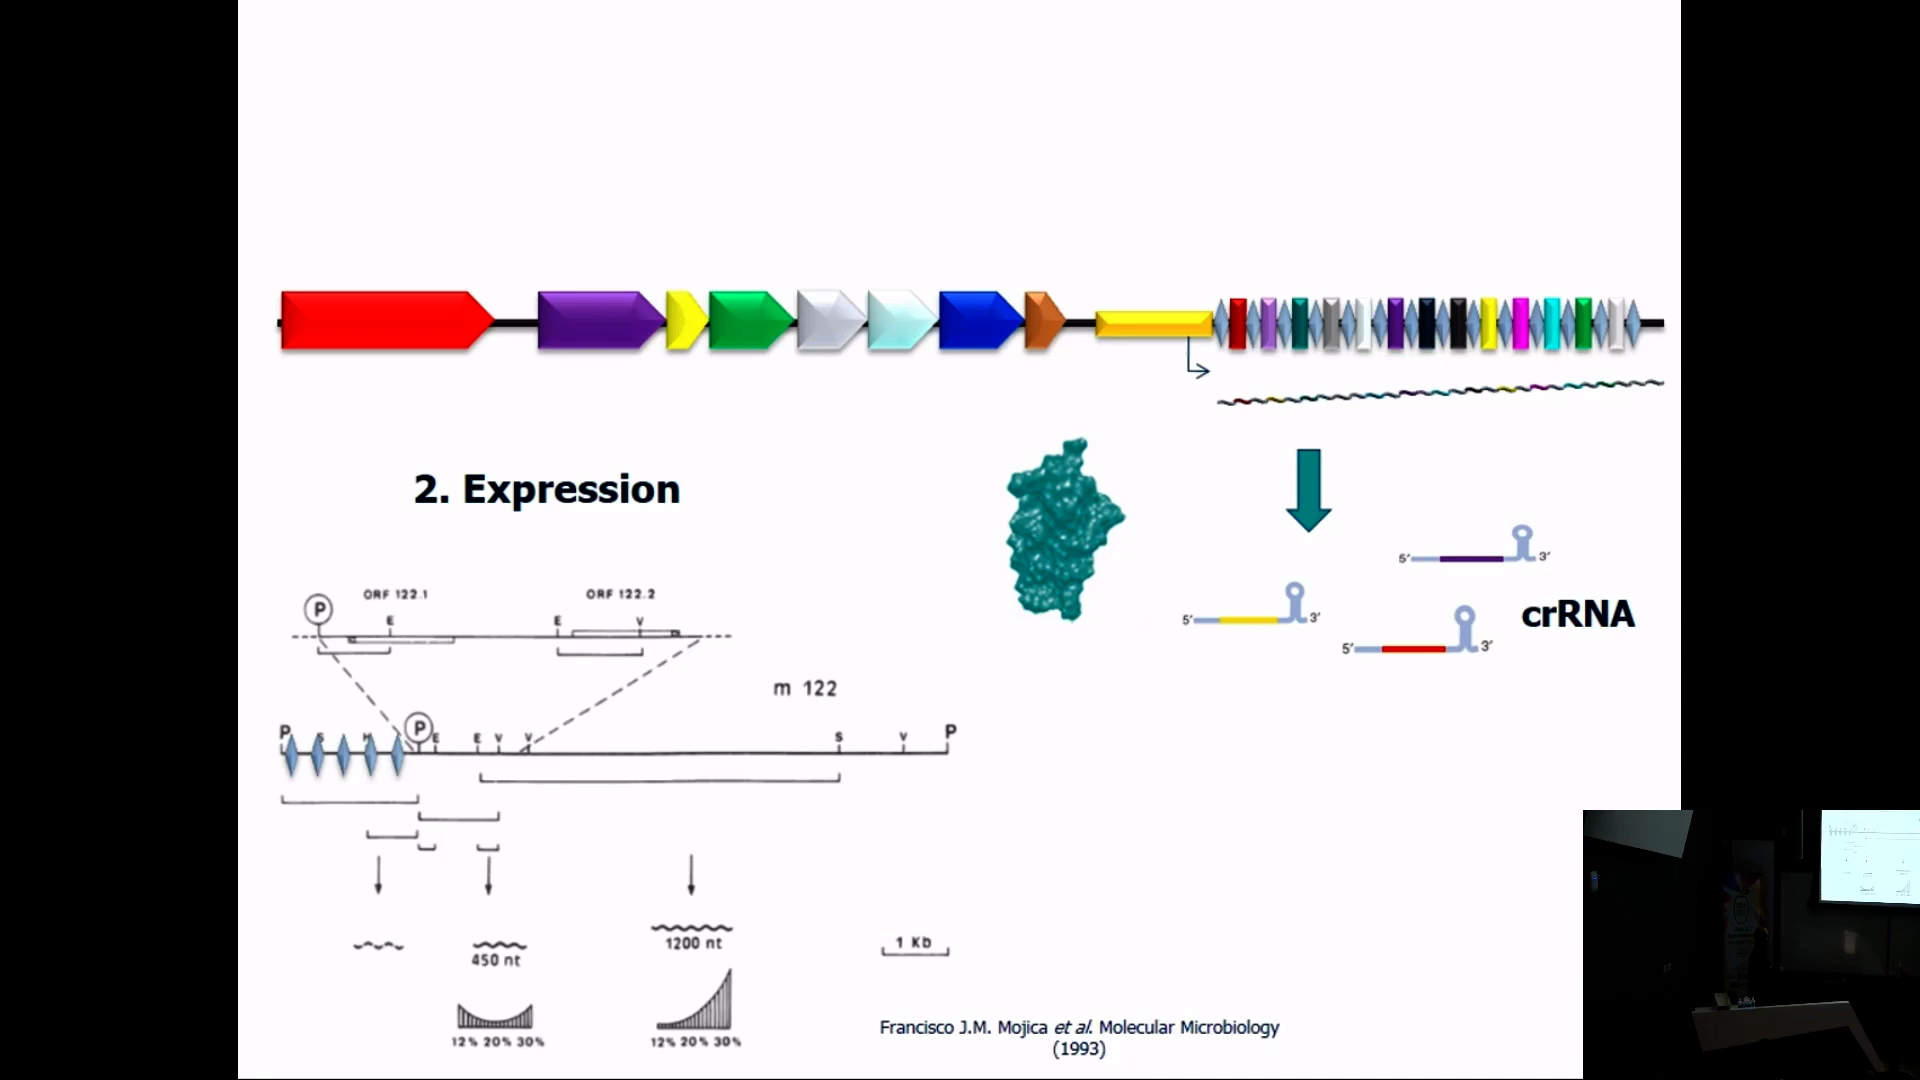 2. Expression
5' 3'
5' 3'
crRNA
5' 3'
ORF 122.1 ORF 122.2
P E E V
m 122
P S H P E E V V S V P
1200 nt
450 nt
1 Kb
12% 20% 30% 12% 20% 30%
Francisco J.M. Mojica et al. Molecular Microbiology
(1993)